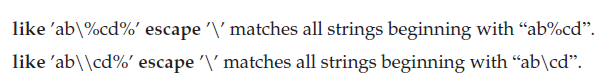 like ′ab\%cd%′ escape ′\′ matches all strings beginning with “ab%cd”.
like ′ab\\cd%′ escape ′\′ matches all strings beginning with “ab\cd”.